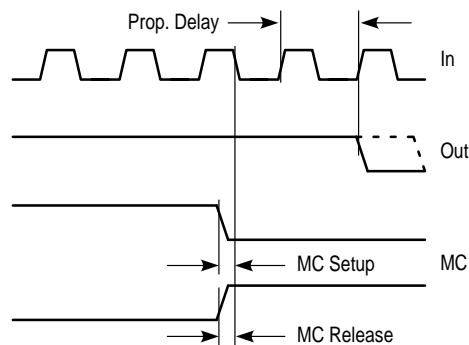 Prop. Delay
In
Out
MC Setup
MC
MC Release